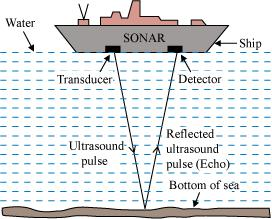 Water
SONAR
Ship
Transducer
Detector
Ultrasound
pulse
Reflected
ultrasound
pulse (Echo)
Bottom of sea